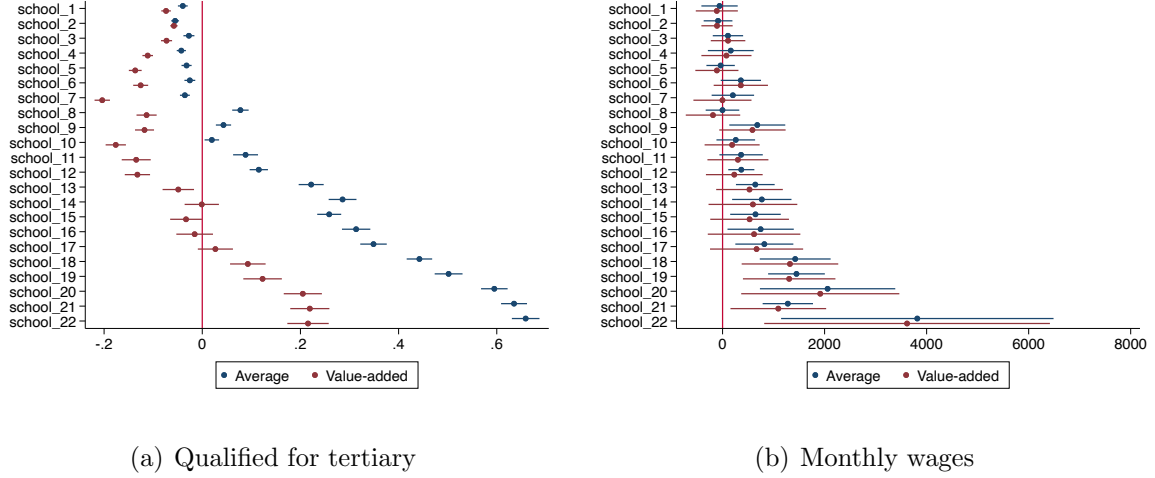 school_1
school_2
school_3
school_4
school_5
school_6
school_7
school_8
school_9
school_10
school_11
school_12
school_13
school_14
school_15
school_16
school_17
school_18
school_19
school_20
school_21
school_22
-.2 0 .2 .4 .6
Average Value-added
(a) Qualified for tertiary
school_1
school_2
school_3
school_4
school_5
school_6
school_7
school_8
school_9
school_10
school_11
school_12
school_13
school_14
school_15
school_16
school_17
school_18
school_19
school_20
school_21
school_22
0 2000 4000 6000 8000
Average Value-added
(b) Monthly wages